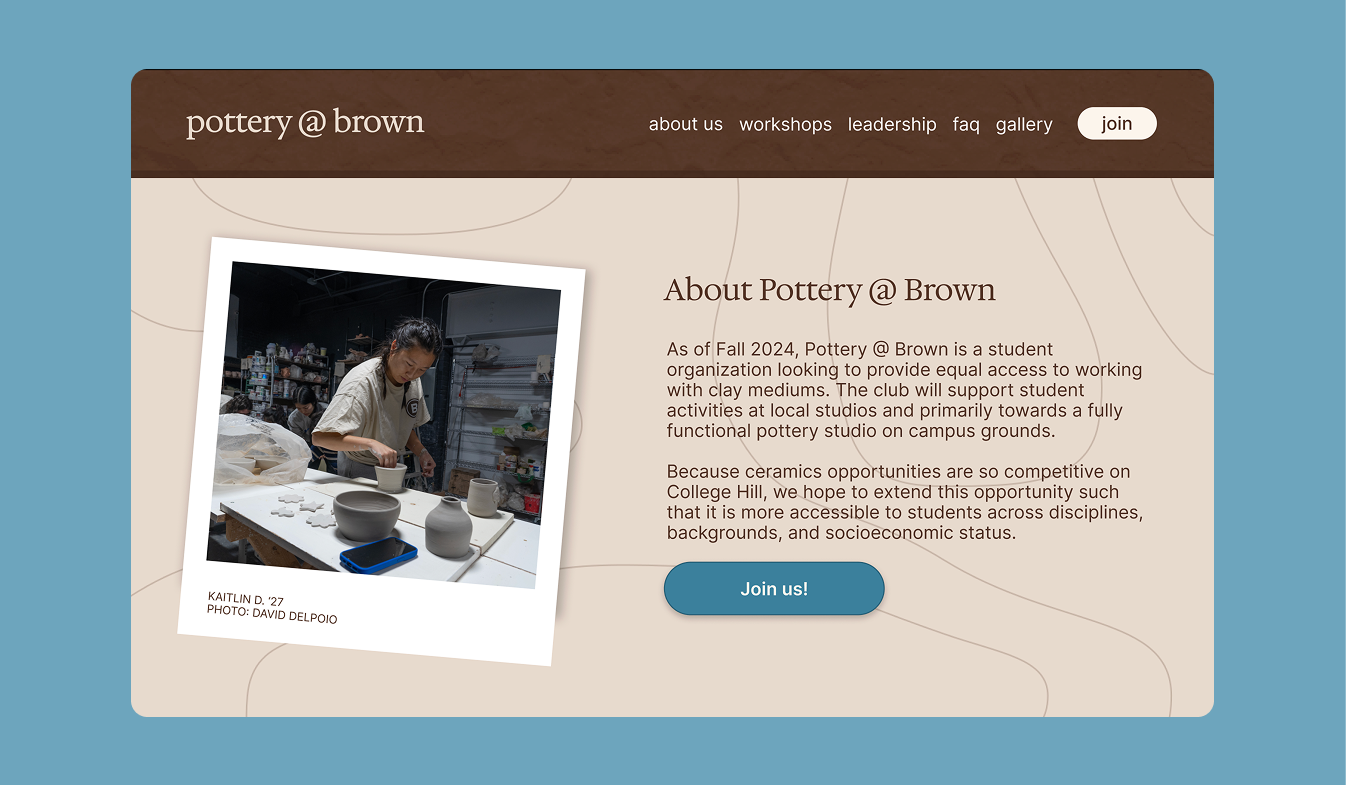 pottery @ brown
about us workshops leadership faq gallery join
KAITLIN D. '27
PHOTO: DAVID DELPOIO
About Pottery @ Brown
As of Fall 2024, Pottery @ Brown is a student
organization looking to provide equal access to working
with clay mediums. The club will support student
activities at local studios and primarily towards a fully
functional pottery studio on campus grounds.
Because ceramics opportunities are so competitive on
College Hill, we hope to extend this opportunity such
that it is more accessible to students across disciplines,
backgrounds, and socioeconomic status.
Join us!